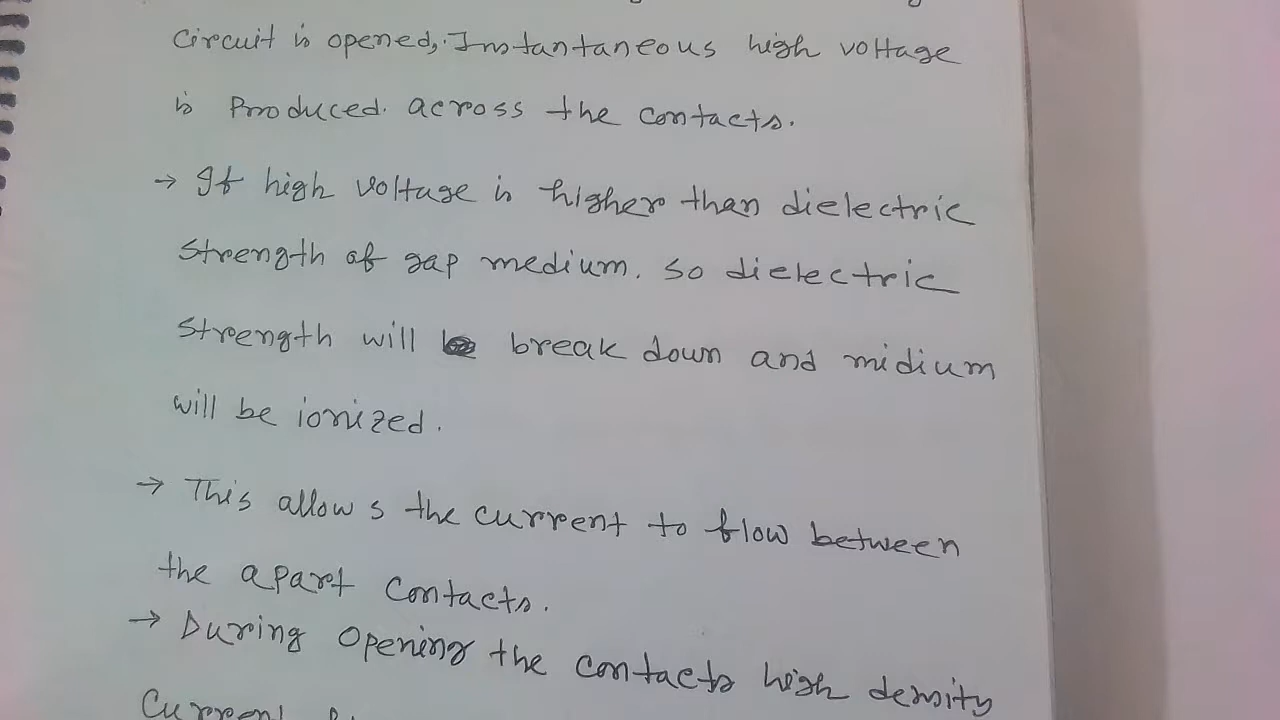 circuit is opened, Instantaneous high voltage
is Produced. across the contacts.
→ If high voltage is higher than dielectric
strength of gap medium. so dielectric
strength will break down and midium
will be ionized.
→ This allows the current to flow between
the apart contacts.
→ During opening the contacts high density
Current